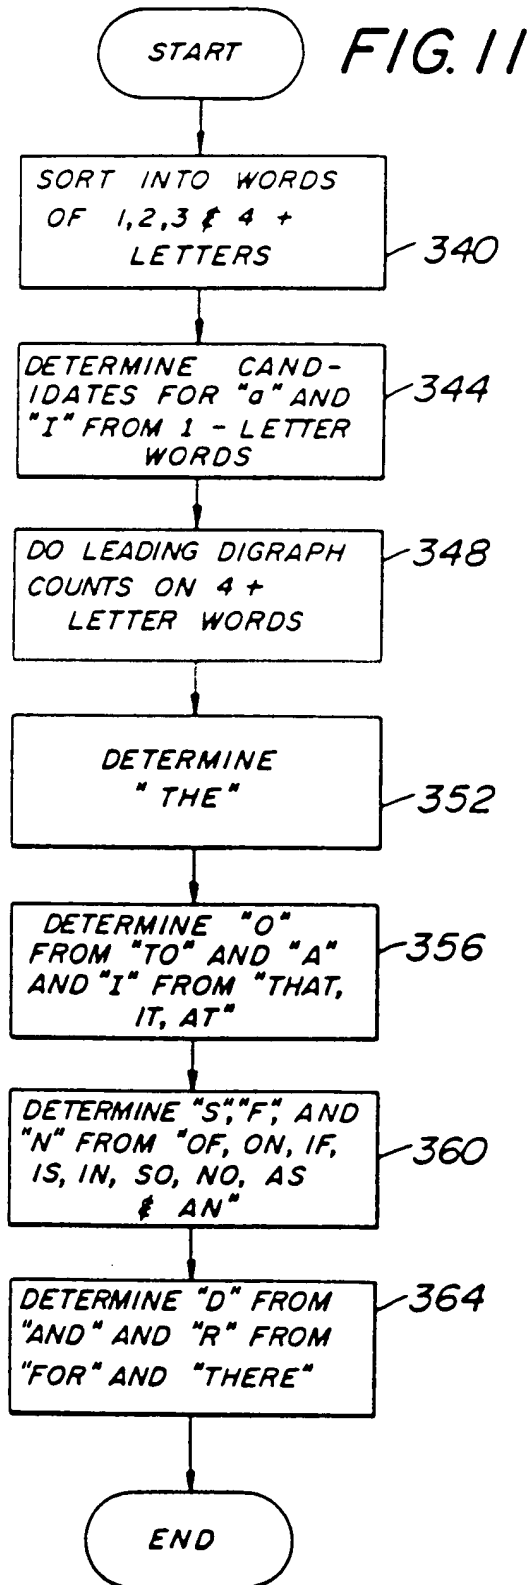 START
FIG. 11
SORT INTO WORDS
OF 1,2,3 & 4 +
LETTERS
340
DETERMINE CAND-
IDATES FOR "a" AND
"I" FROM 1 - LETTER
WORDS
344
DO LEADING DIGRAPH
COUNTS ON 4 +
LETTER WORDS
348
DETERMINE
"THE"
352
DETERMINE "O"
FROM "TO" AND "A"
AND "I" FROM "THAT,
IT, AT"
356
DETERMINE "S", "F", AND
"N" FROM "OF, ON, IF,
IS, IN, SO, NO, AS
& AN"
360
DETERMINE "D" FROM
"AND" AND "R" FROM
"FOR" AND "THERE"
364
END